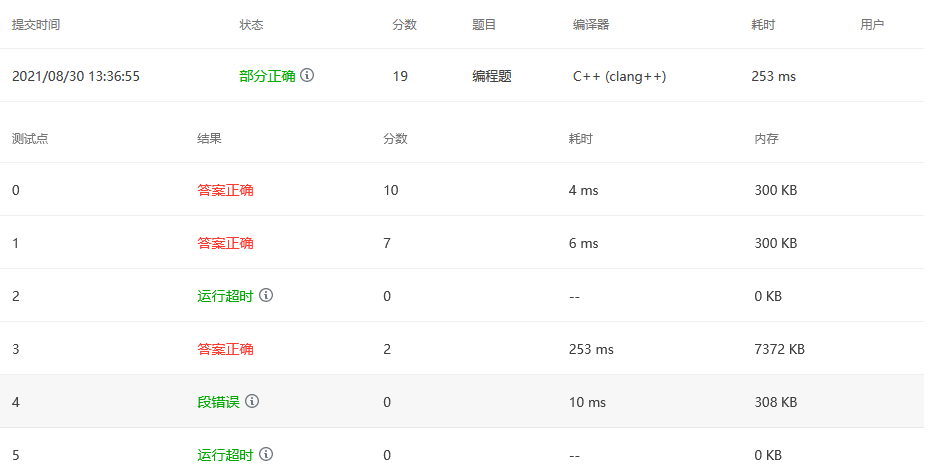 提交时间 状态 分数 题目 编译器 耗时 用户
2021/08/30 13:36:55 部分正确 19 编程题 C++ (clang++) 253 ms
测试点 结果 分数 耗时 内存
0 答案正确 10 4 ms 300 KB
1 答案正确 7 6 ms 300 KB
2 运行超时 0 -- 0 KB
3 答案正确 2 253 ms 7372 KB
4 段错误 0 10 ms 308 KB
5 运行超时 0 -- 0 KB